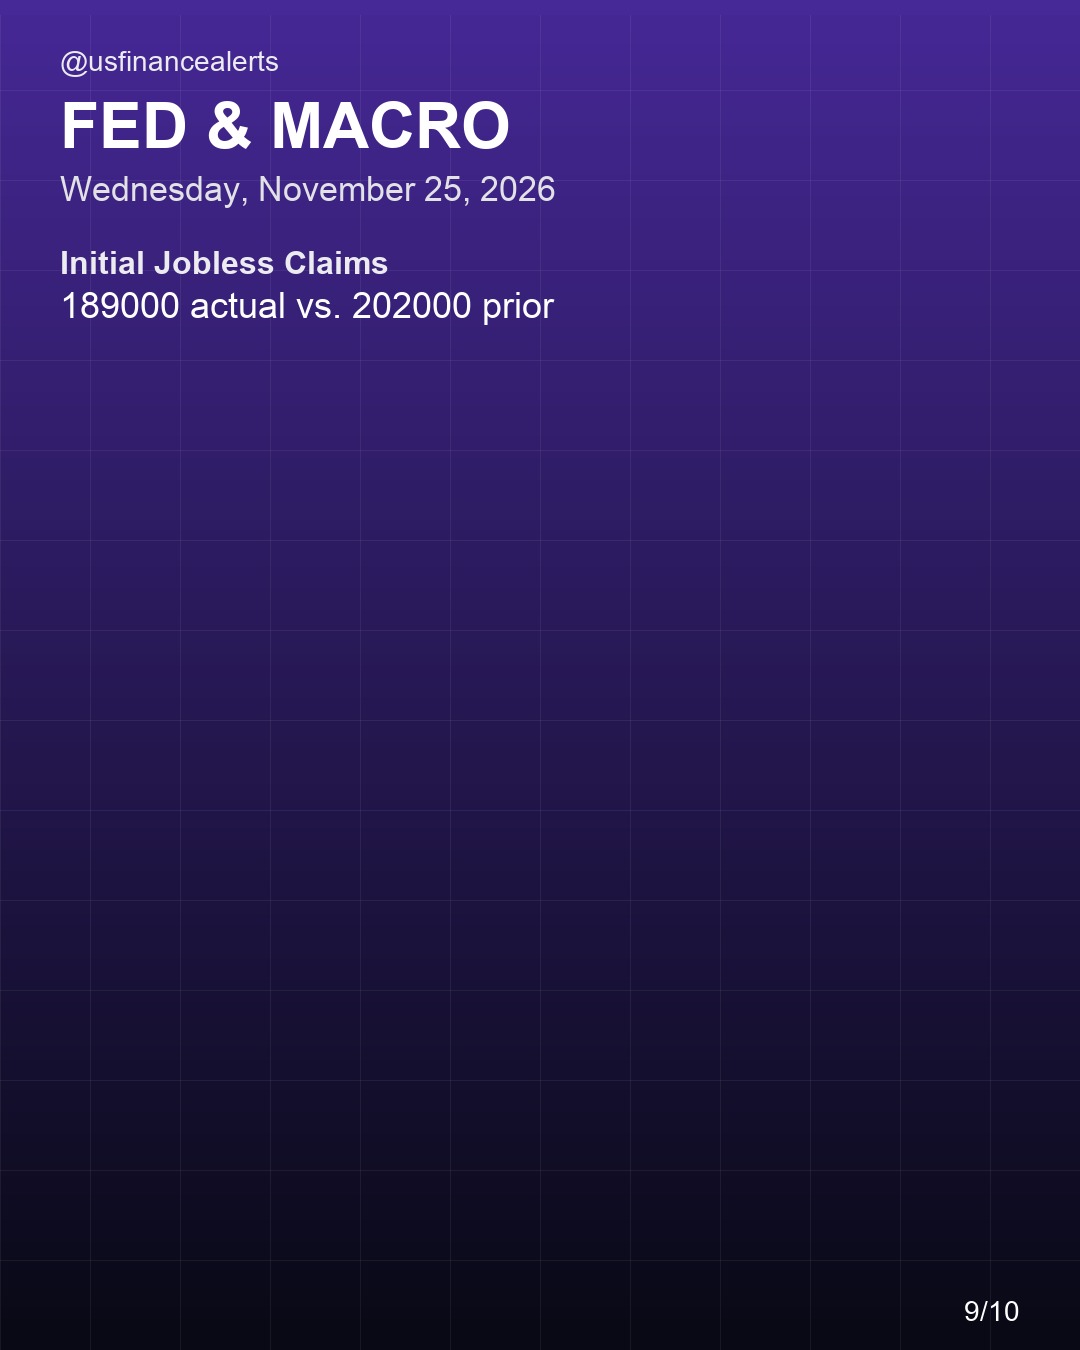 @usfinancealerts
FED & MACRO
Wednesday, November 25, 2026
Initial Jobless Claims
189000 actual vs. 202000 prior
9/10